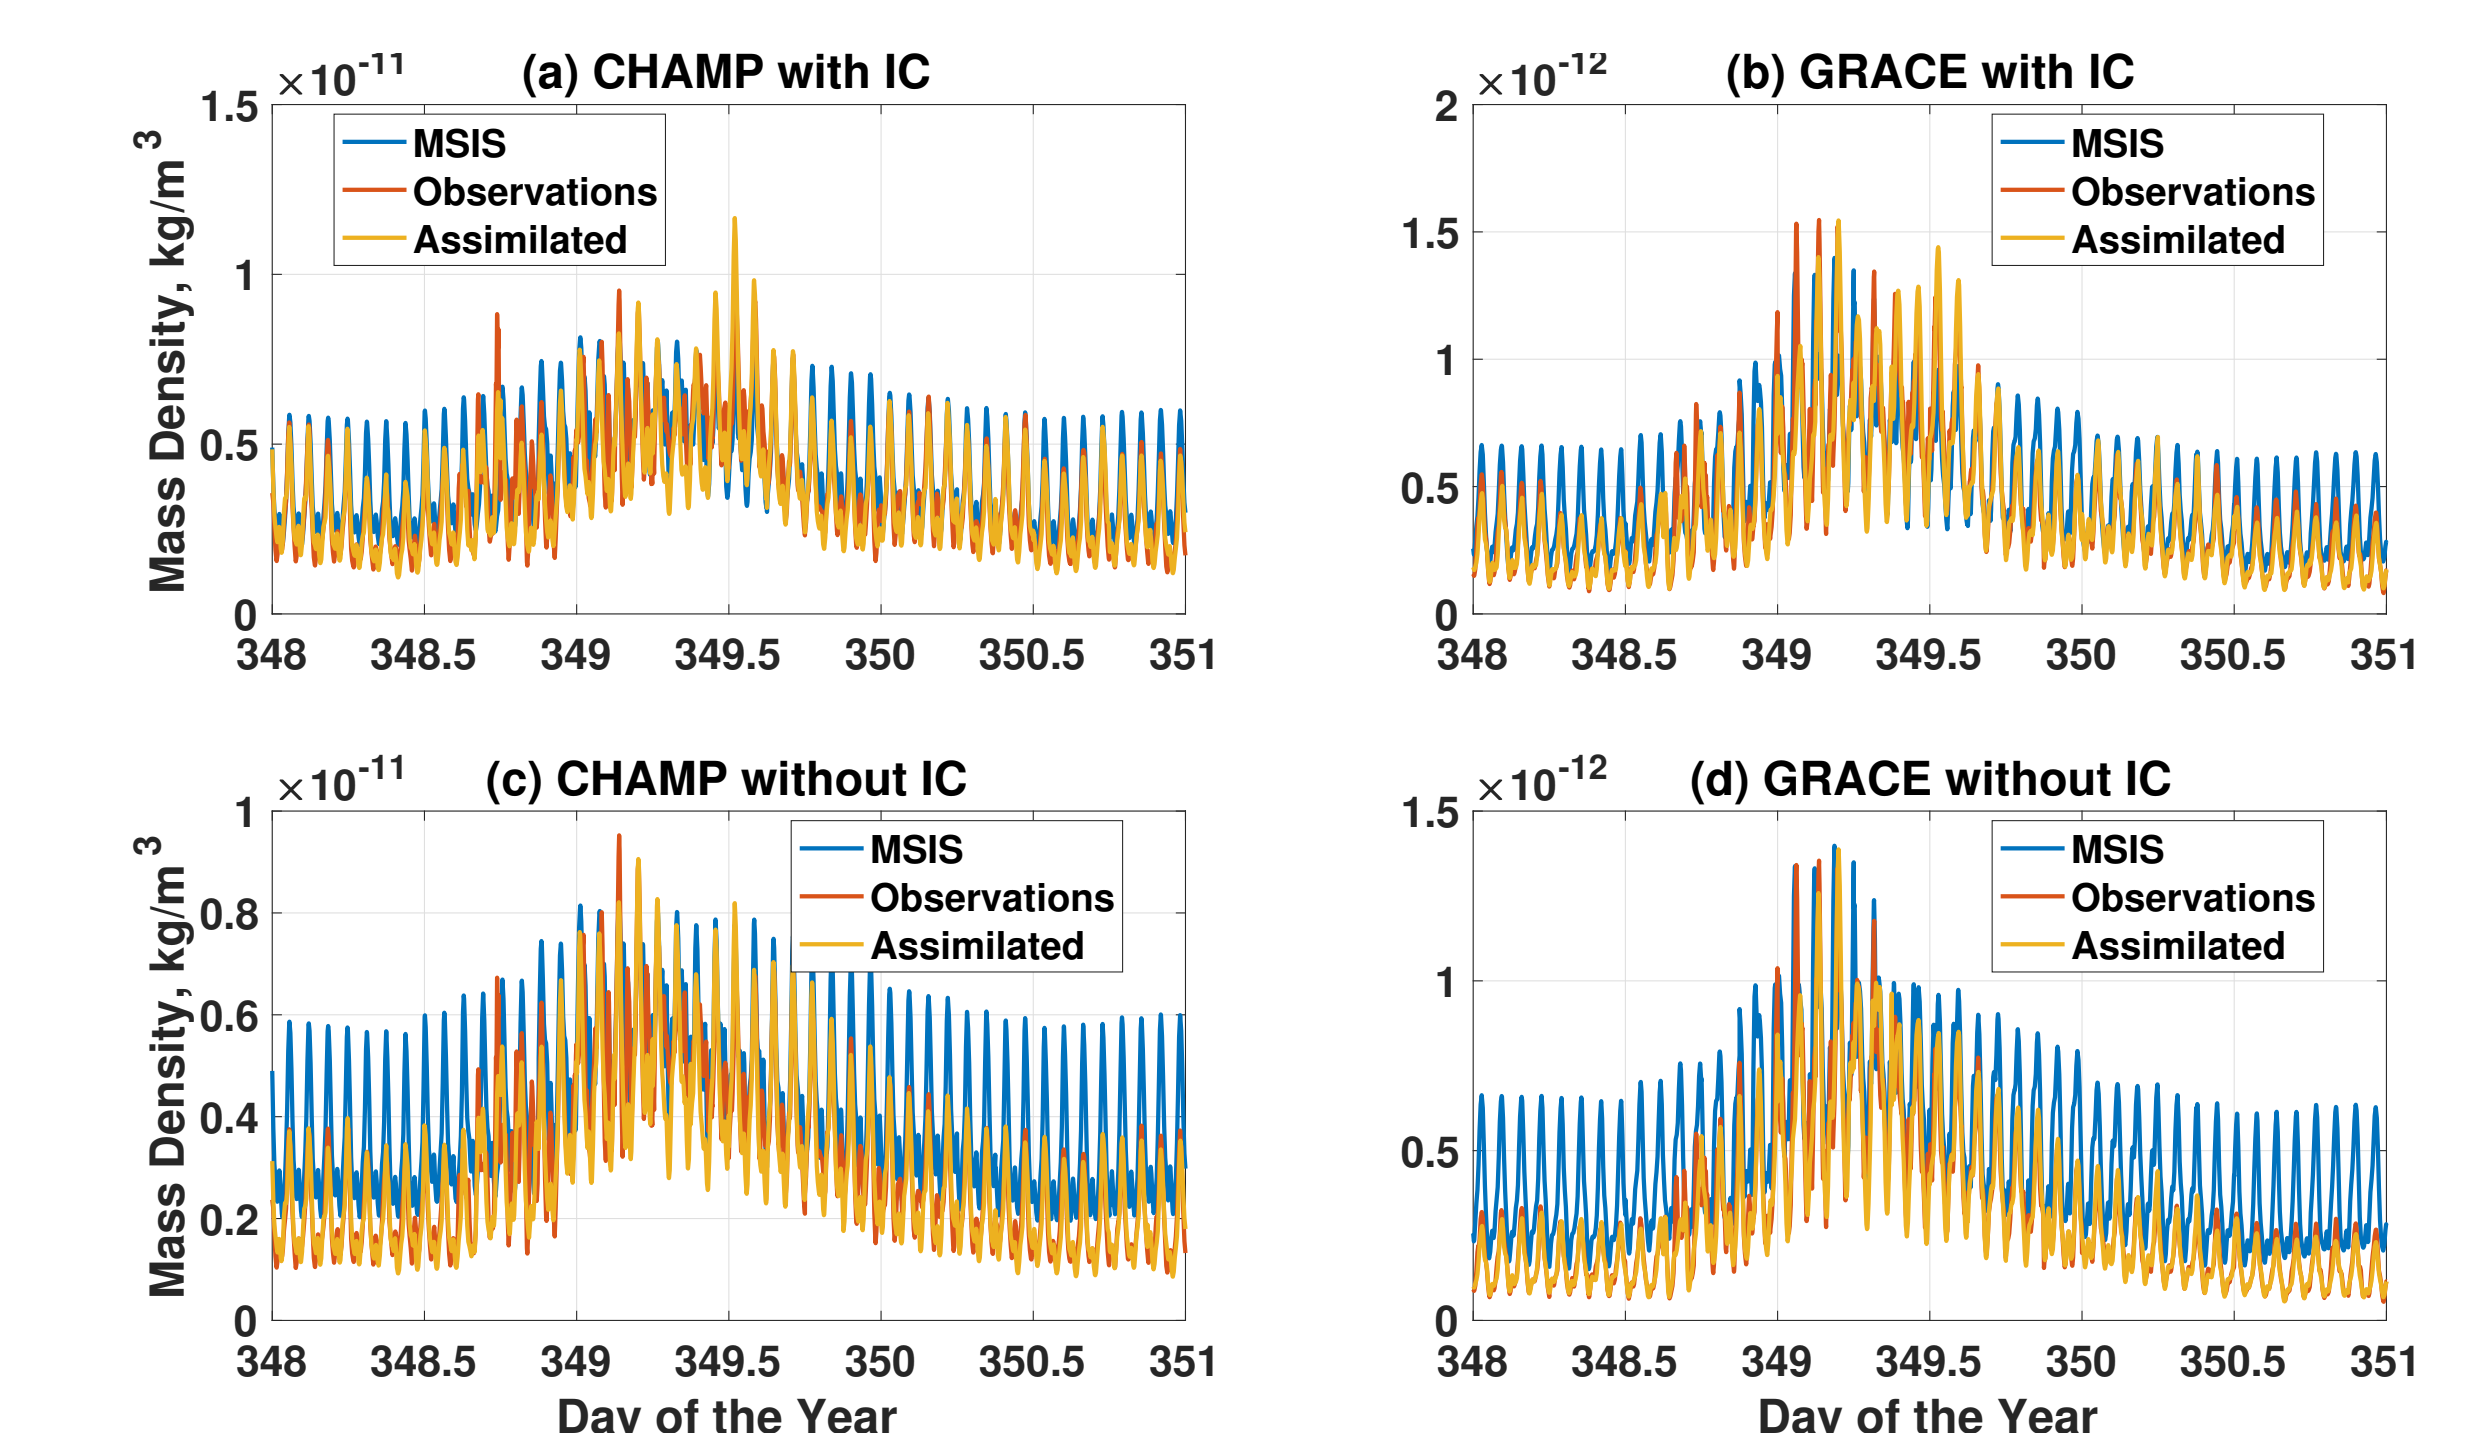 (a) CHAMP with IC
×10-11
1.5
1
0.5
0
Mass Density, kg/m3
MSIS
Observations
Assimilated
348 348.5 349 349.5 350 350.5 351
(b) GRACE with IC
×10-12
2
1.5
1
0.5
0
MSIS
Observations
Assimilated
348 348.5 349 349.5 350 350.5 351
(c) CHAMP without IC
×10-11
1
0.8
0.6
0.4
0.2
0
Mass Density, kg/m3
MSIS
Observations
Assimilated
348 348.5 349 349.5 350 350.5 351
Day of the Year
(d) GRACE without IC
×10-12
1.5
1
0.5
0
MSIS
Observations
Assimilated
348 348.5 349 349.5 350 350.5 351
Day of the Year